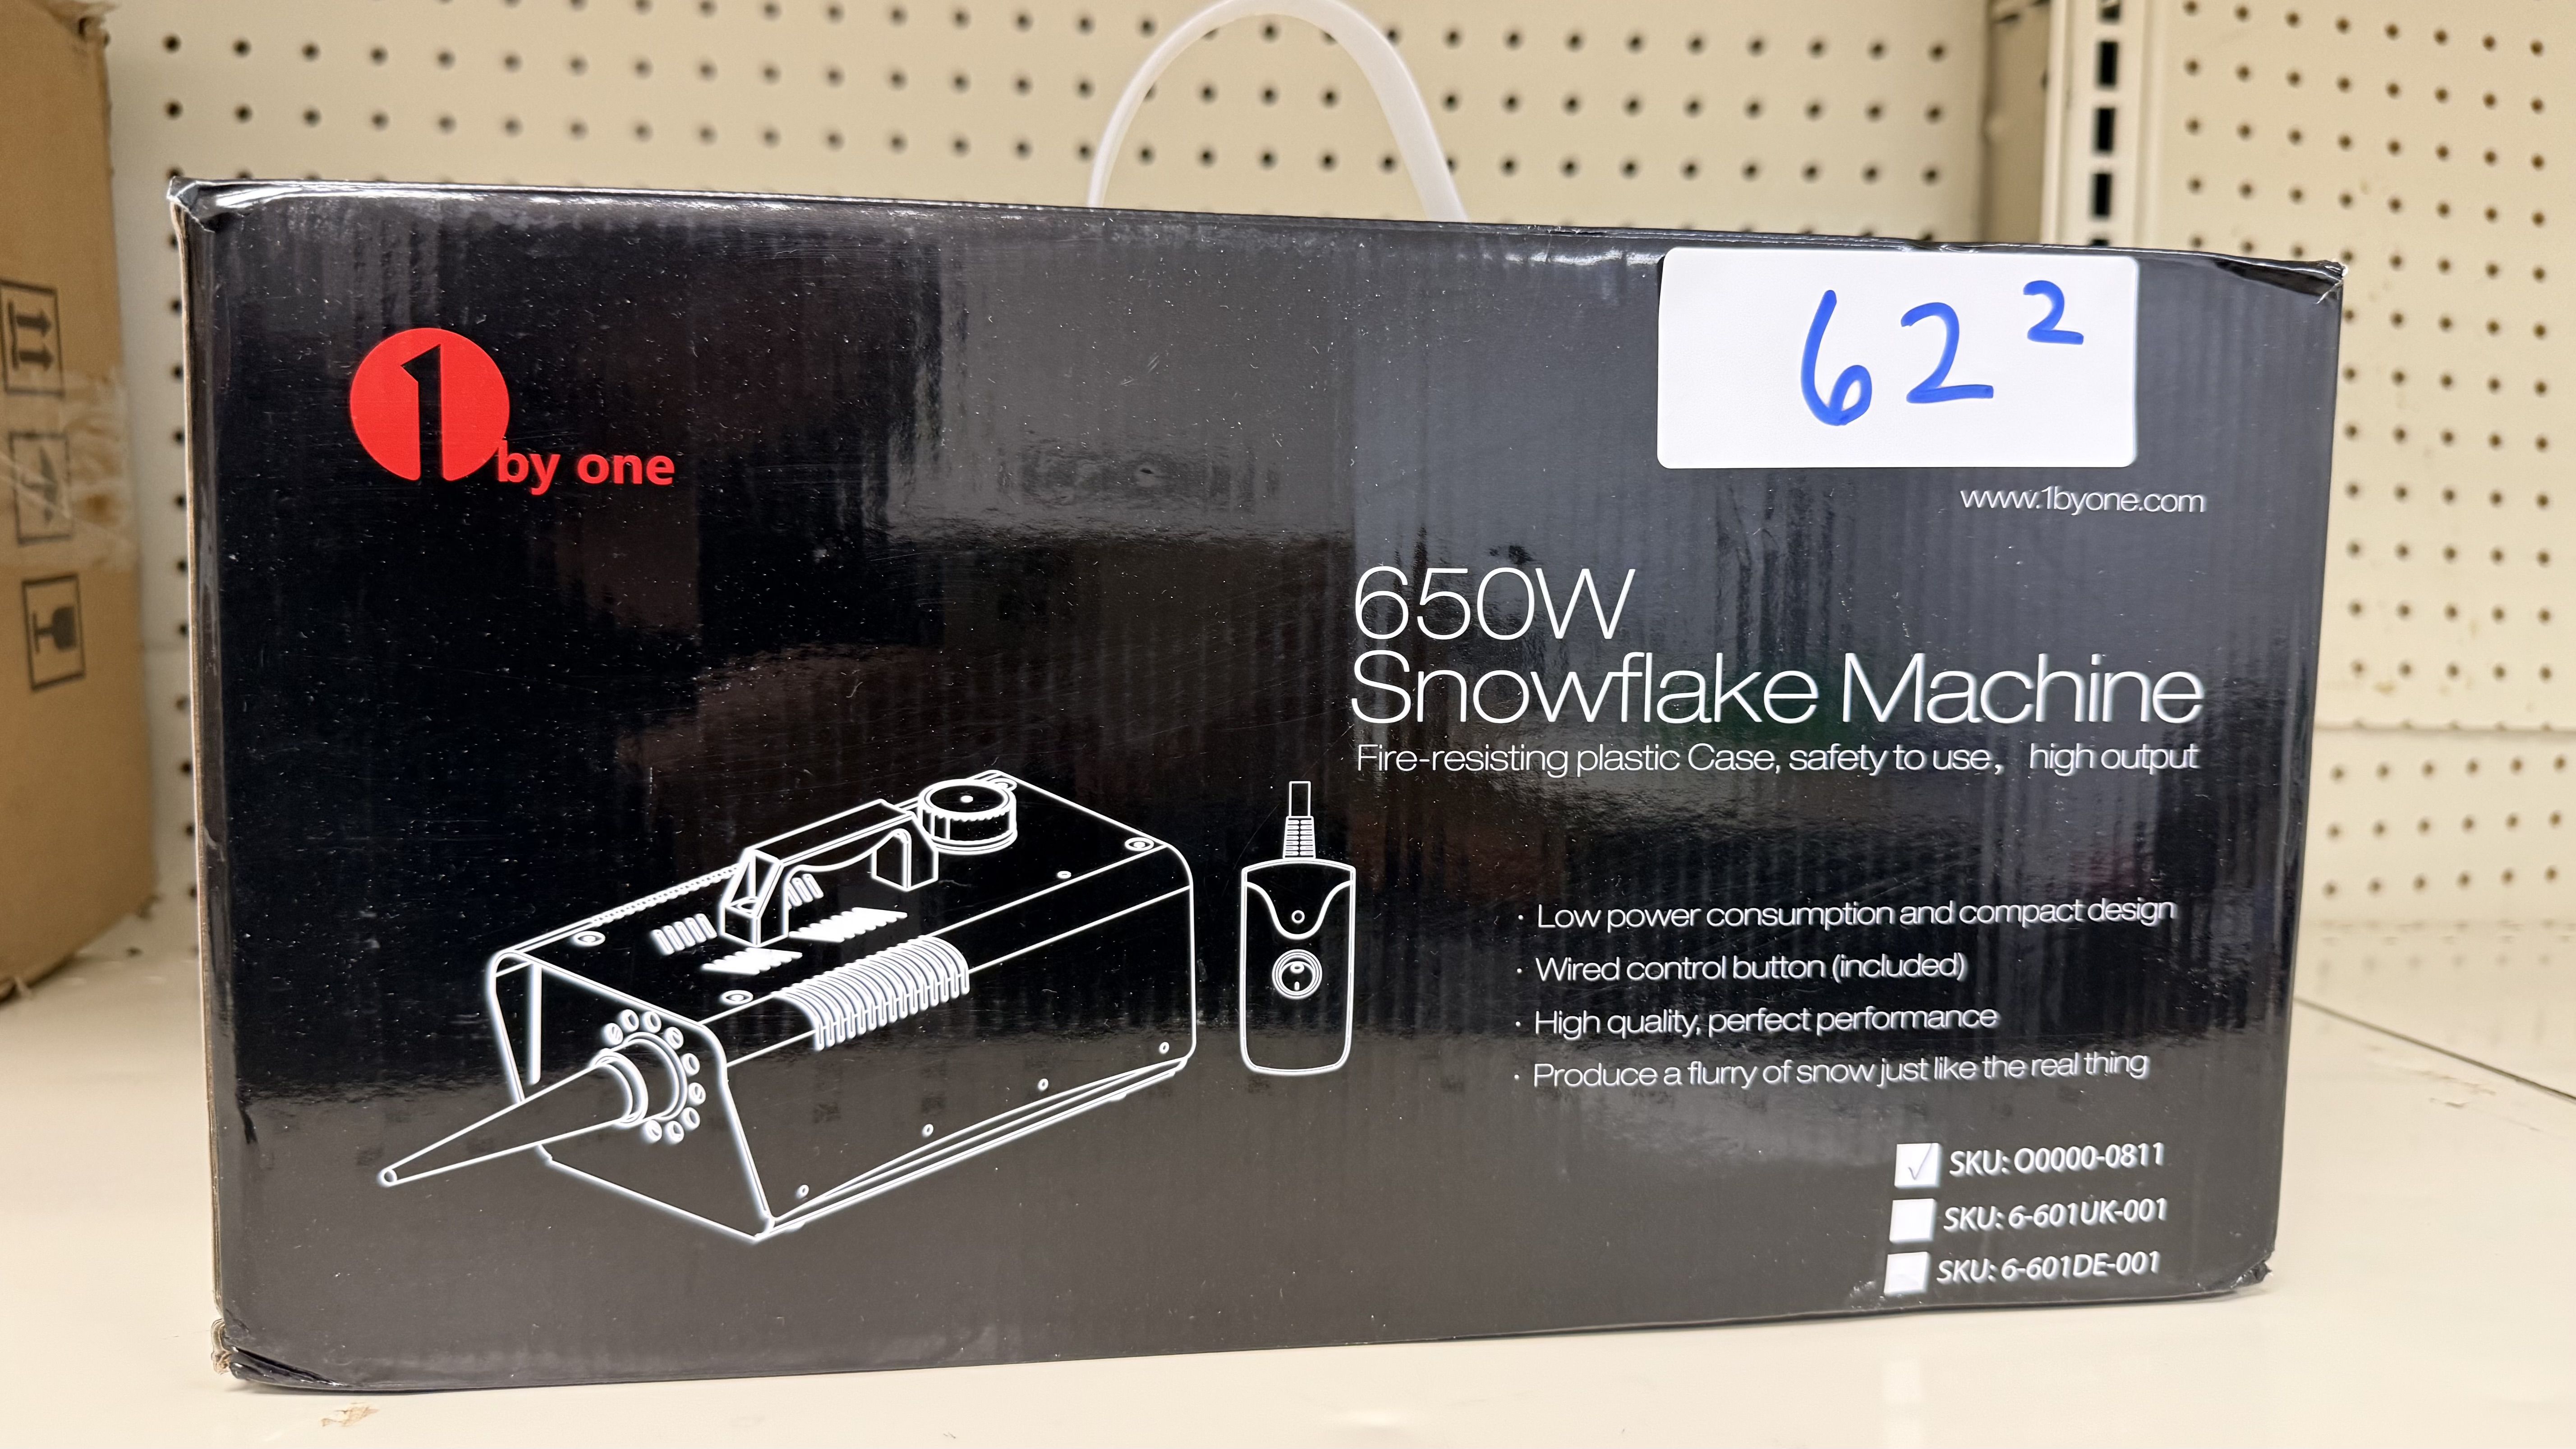 62 2
1 by one
www.1byone.com
650W
Snowflake Machine
Fire-resisting plastic Case, safety to use, high output
· Low power consumption and compact design
· Wired control button (included)
· High quality, perfect performance
· Produce a flurry of snow just like the real thing
SKU: O0000-0811
SKU: 6-601UK-001
SKU: 6-601DE-001